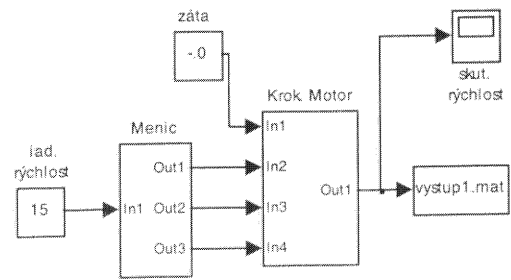 záta
-.0
skut.
rýchlost
Krok. Motor
In1
In2
In3
In4
Out1
vystup1.mat
Menic
In1
Out1
Out2
Out3
iad.
rýchlost
15